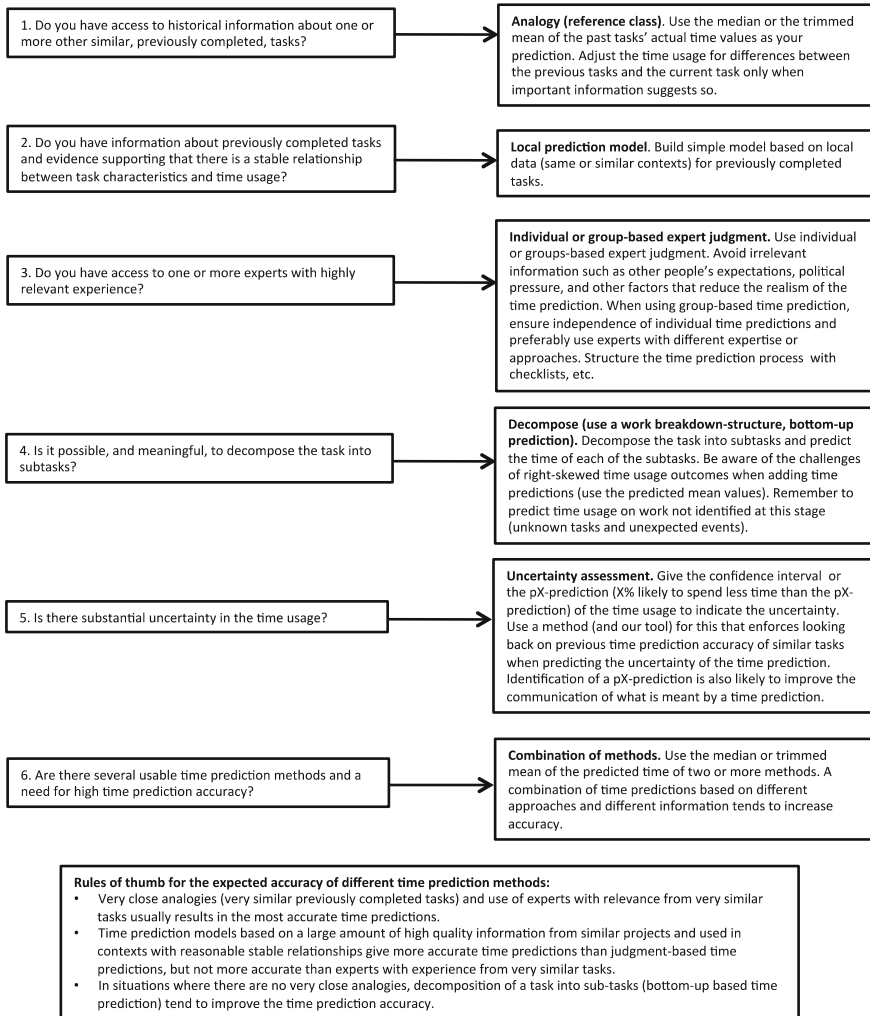 1. Do you have access to historical information about one or
more other similar, previously completed, tasks?
Analogy (reference class). Use the median or the trimmed
mean of the past tasks' actual time values as your
prediction. Adjust the time usage for differences between
the previous tasks and the current task only when
important information suggests so.
2. Do you have information about previously completed tasks
and evidence supporting that there is a stable relationship
between task characteristics and time usage?
Local prediction model. Build simple model based on local
data (same or similar contexts) for previously completed
tasks.
3. Do you have access to one or more experts with highly
relevant experience?
Individual or group-based expert judgment. Use individual
or groups-based expert judgment. Avoid irrelevant
information such as other people's expectations, political
pressure, and other factors that reduce the realism of the
time prediction. When using group-based time prediction,
ensure independence of individual time predictions and
preferably use experts with different expertise or
approaches. Structure the time prediction process with
checklists, etc.
4. Is it possible, and meaningful, to decompose the task into
subtasks?
Decompose (use a work breakdown-structure, bottom-up
prediction). Decompose the task into subtasks and predict
the time of each of the subtasks. Be aware of the challenges
of right-skewed time usage outcomes when adding time
predictions (use the predicted mean values). Remember to
predict time usage on work not identified at this stage
(unknown tasks and unexpected events).
5. Is there substantial uncertainty in the time usage?
Uncertainty assessment. Give the confidence interval or
the pX-prediction (X% likely to spend less time than the pX-
prediction) of the time usage to indicate the uncertainty.
Use a method (and our tool) for this that enforces looking
back on previous time prediction accuracy of similar tasks
when predicting the uncertainty of the time prediction.
Identification of a pX-prediction is also likely to improve the
communication of what is meant by a time prediction.
6. Are there several usable time prediction methods and a
need for high time prediction accuracy?
Combination of methods. Use the median or trimmed
mean of the predicted time of two or more methods. A
combination of time predictions based on different
approaches and different information tends to increase
accuracy.
Rules of thumb for the expected accuracy of different time prediction methods:
• Very close analogies (very similar previously completed tasks) and use of experts with relevance from very similar
tasks usually results in the most accurate time predictions.
• Time prediction models based on a large amount of high quality information from similar projects and used in
contexts with reasonable stable relationships give more accurate time predictions than judgment-based time
predictions, but not more accurate than experts with experience from very similar tasks.
• In situations where there are no very close analogies, decomposition of a task into sub-tasks (bottom-up based time
prediction) tend to improve the time prediction accuracy.